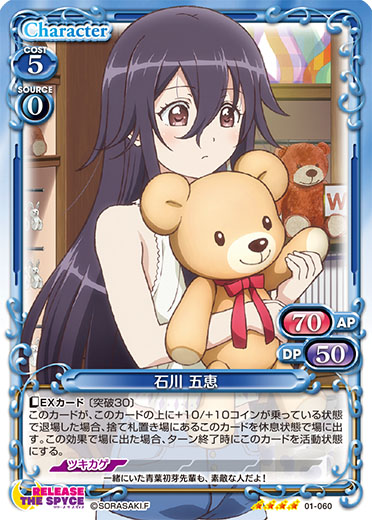 Character
COST
5
SOURCE
0
W
70 AP
DP 50
石川 五恵
EXカード [突破30]
このカードが、このカードの上に+10/+10コインが乗っている状態
で退場した場合、捨て札置き場にあるこのカードを休息状態で場に出
す。この効果で場に出た場合、ターン終了時にこのカードを活動状態
にする。
ツキカゲ
一緒にいた青葉初芽先輩も、素敵な人だよ!
RELEASE
THE SPYCE
©SORASAKI.F
01-060